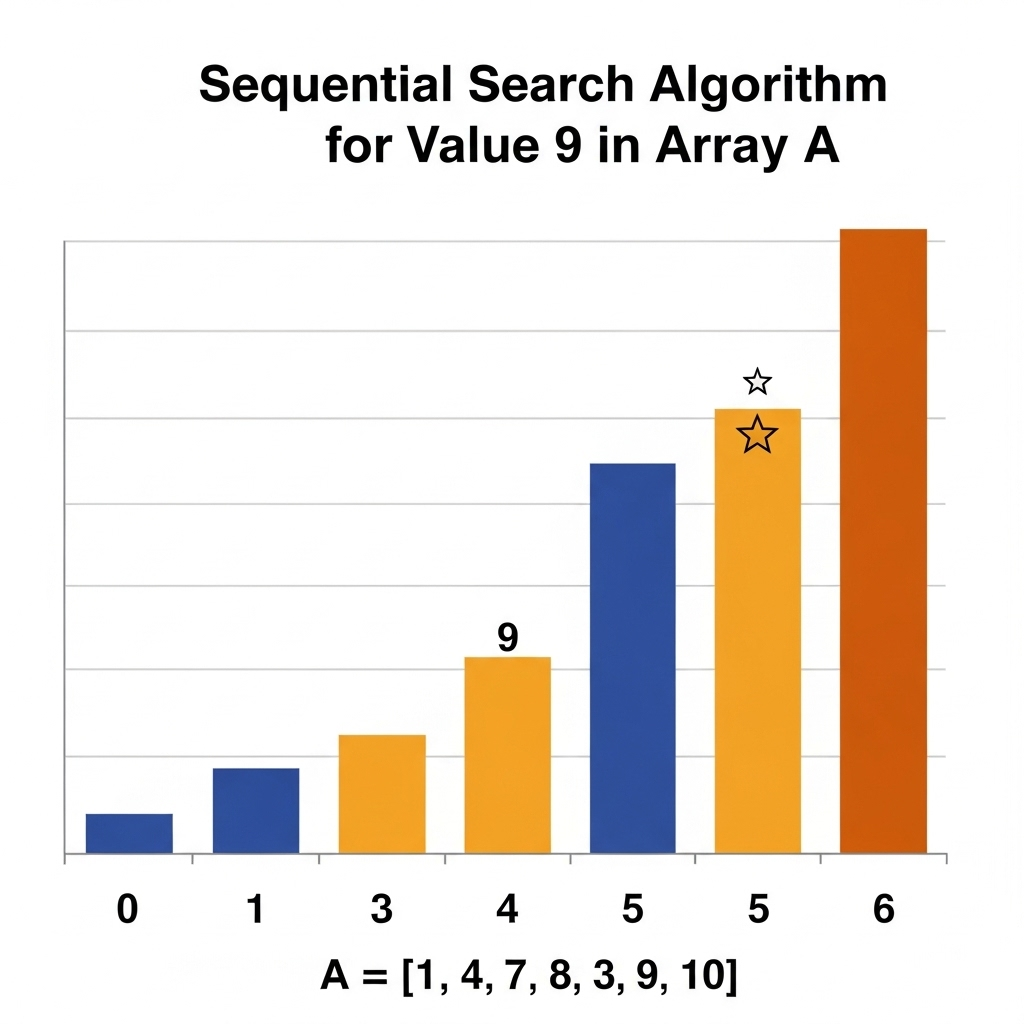 Sequential Search Algorithm
for Value 9 in Array A
9
0 1 3 4 5 5 6
A = [1, 4, 7, 8, 3, 9, 10]